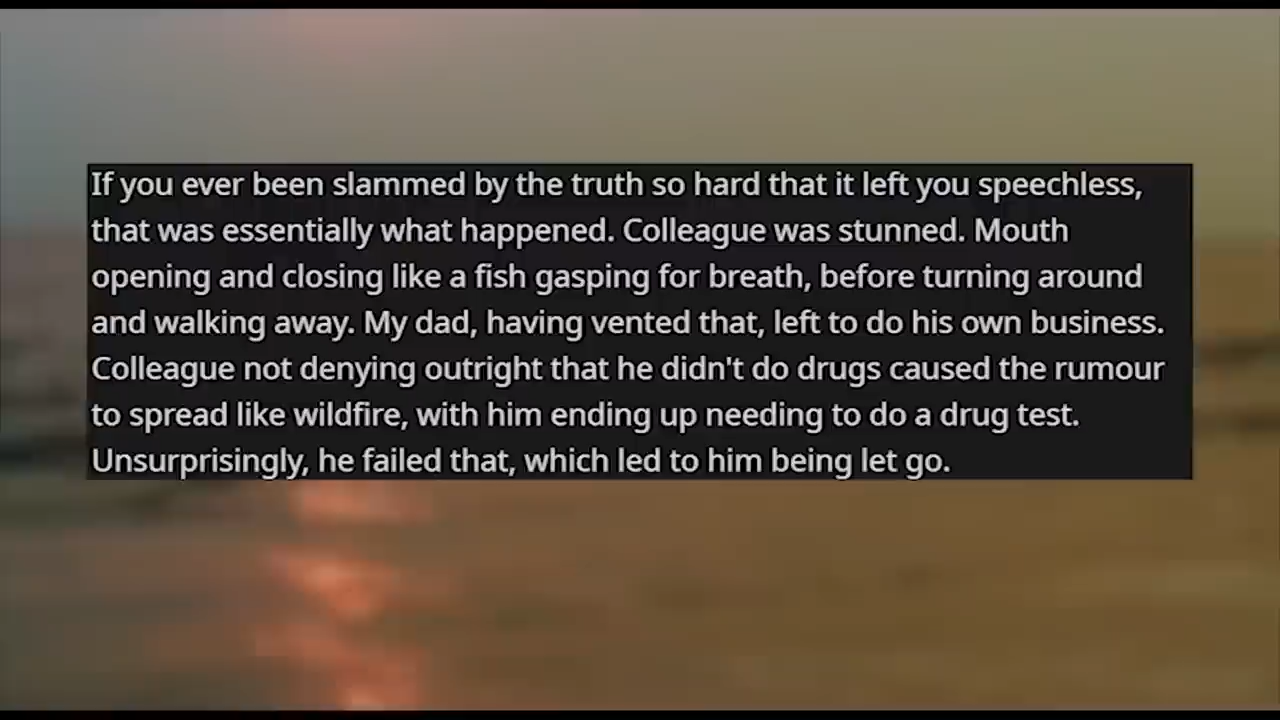 If you ever been slammed by the truth so hard that it left you speechless,
that was essentially what happened. Colleague was stunned. Mouth
opening and closing like a fish gasping for breath, before turning around
and walking away. My dad, having vented that, left to do his own business.
Colleague not denying outright that he didn't do drugs caused the rumour
to spread like wildfire, with him ending up needing to do a drug test.
Unsurprisingly, he failed that, which led to him being let go.